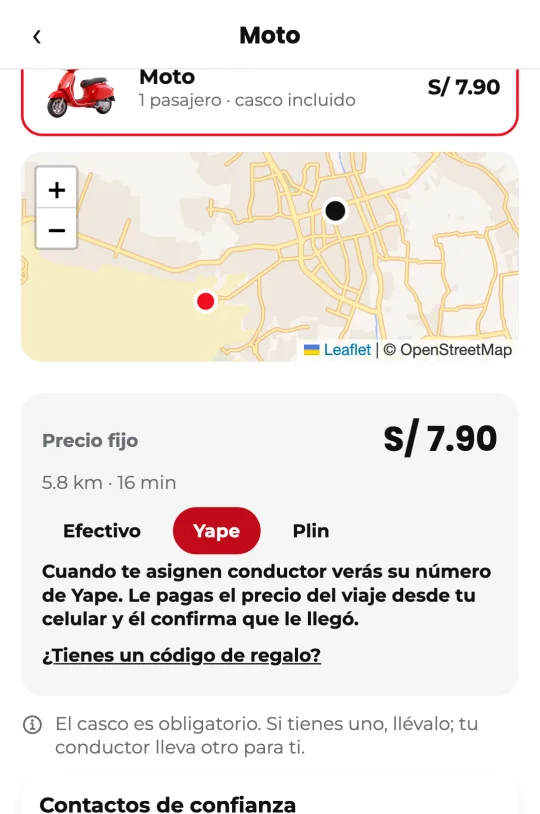 ‹ Moto
Moto
1 pasajero · casco incluido
S/ 7.90
+
−
Leaflet | © OpenStreetMap
Precio fijo
S/ 7.90
5.8 km · 16 min
Efectivo Yape Plin
Cuando te asignen conductor verás su número
de Yape. Le pagas el precio del viaje desde tu
celular y él confirma que le llegó.
¿Tienes un código de regalo?
El casco es obligatorio. Si tienes uno, llévalo; tu
conductor lleva otro para ti.
Contactos de confianza